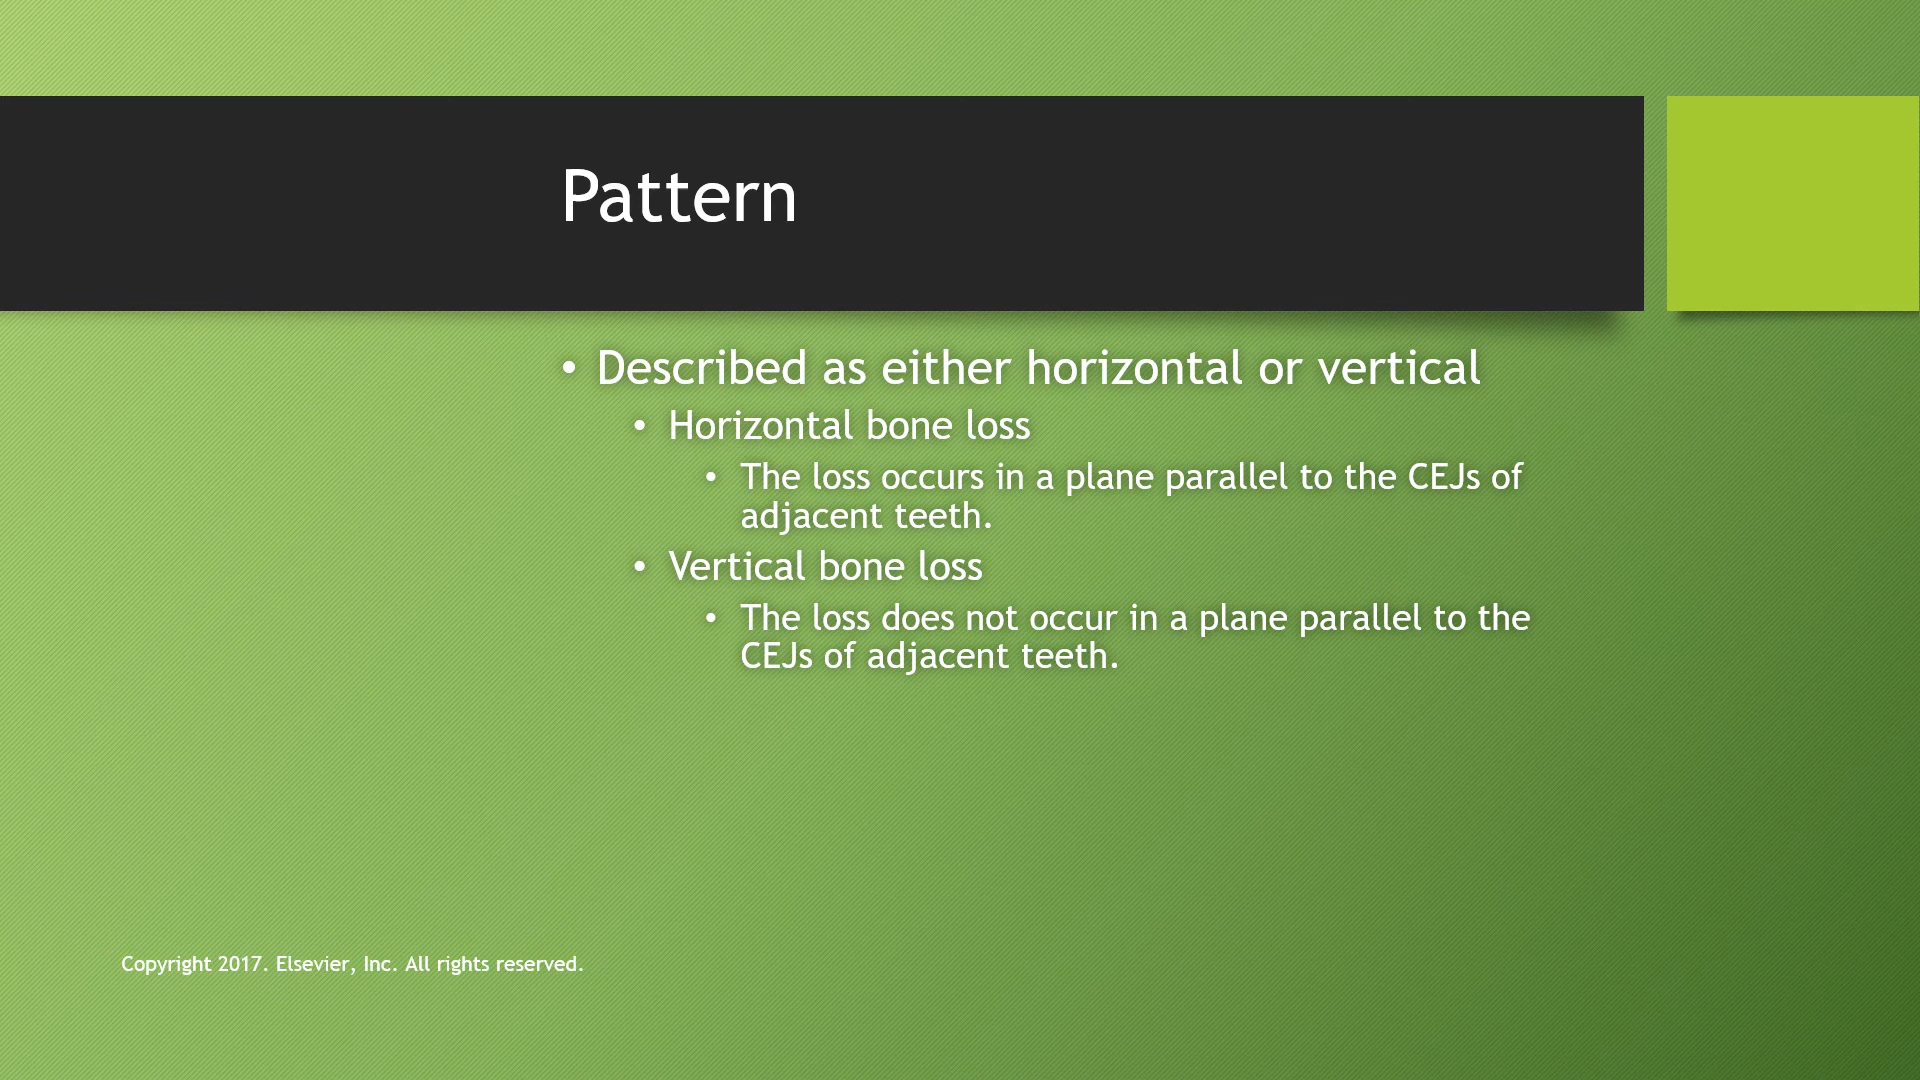 Pattern
• Described as either horizontal or vertical
• Horizontal bone loss
• The loss occurs in a plane parallel to the CEJs of
adjacent teeth.
• Vertical bone loss
• The loss does not occur in a plane parallel to the
CEJs of adjacent teeth.
Copyright 2017. Elsevier, Inc. All rights reserved.